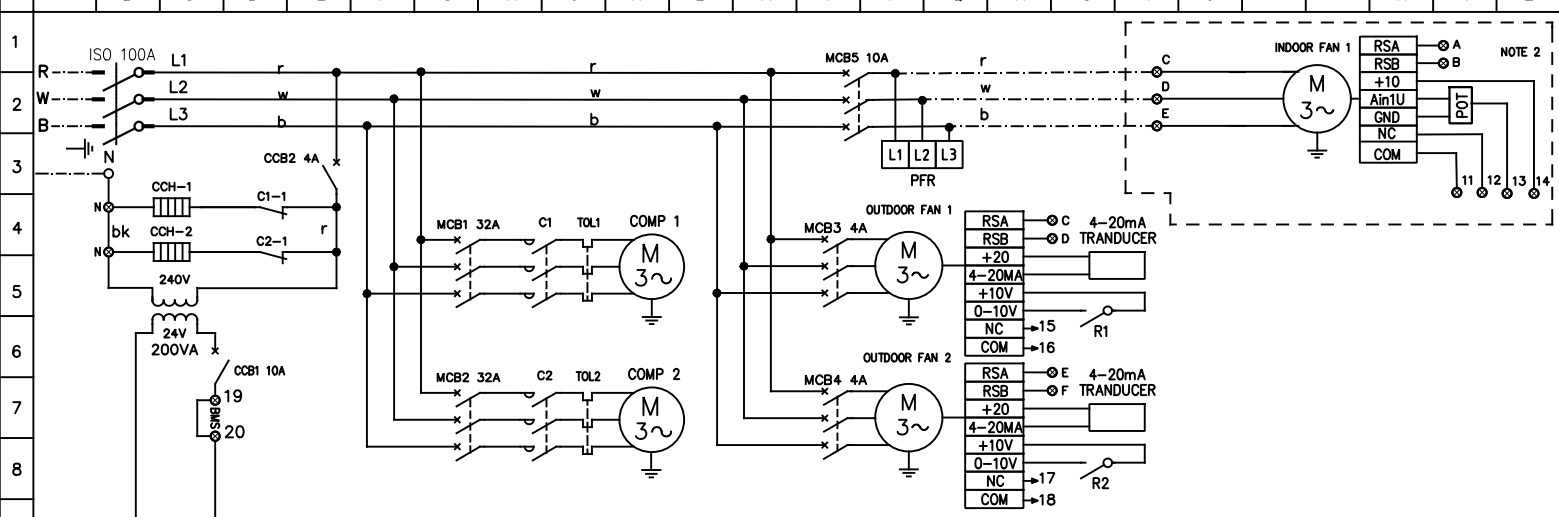 1
ISO 100A
L1
r
r
MCB5 10A
r
C
INDOOR FAN 1
RSA
A
NOTE 2
R
M
3~
RSB
B
+10
2
W
L2
w
w
w
D
Ain1U
POT
B
L3
b
b
b
E
GND
NC
COM
3
N
CCB2 4A
L1 L2 L3
PFR
11 12 13 14
CCH-1
C1-1
N
4
bk
CCH-2
r
N
C2-1
MCB1 32A
C1
TOL1
COMP 1
M
3~
OUTDOOR FAN 1
MCB3 4A
M
3~
RSA
C
4-20mA
RSB
D
TRANDUCER
+20
4-20MA
5
240V
+10V
0-10V
R1
24V
200VA
NC
15
COM
16
6
CCB1 10A
OUTDOOR FAN 2
MCB2 32A
C2
TOL2
COMP 2
M
3~
MCB4 4A
M
3~
RSA
E
4-20mA
RSB
F
TRANDUCER
7
19
BMS
20
+20
4-20MA
+10V
8
0-10V
R2
NC
17
COM
18